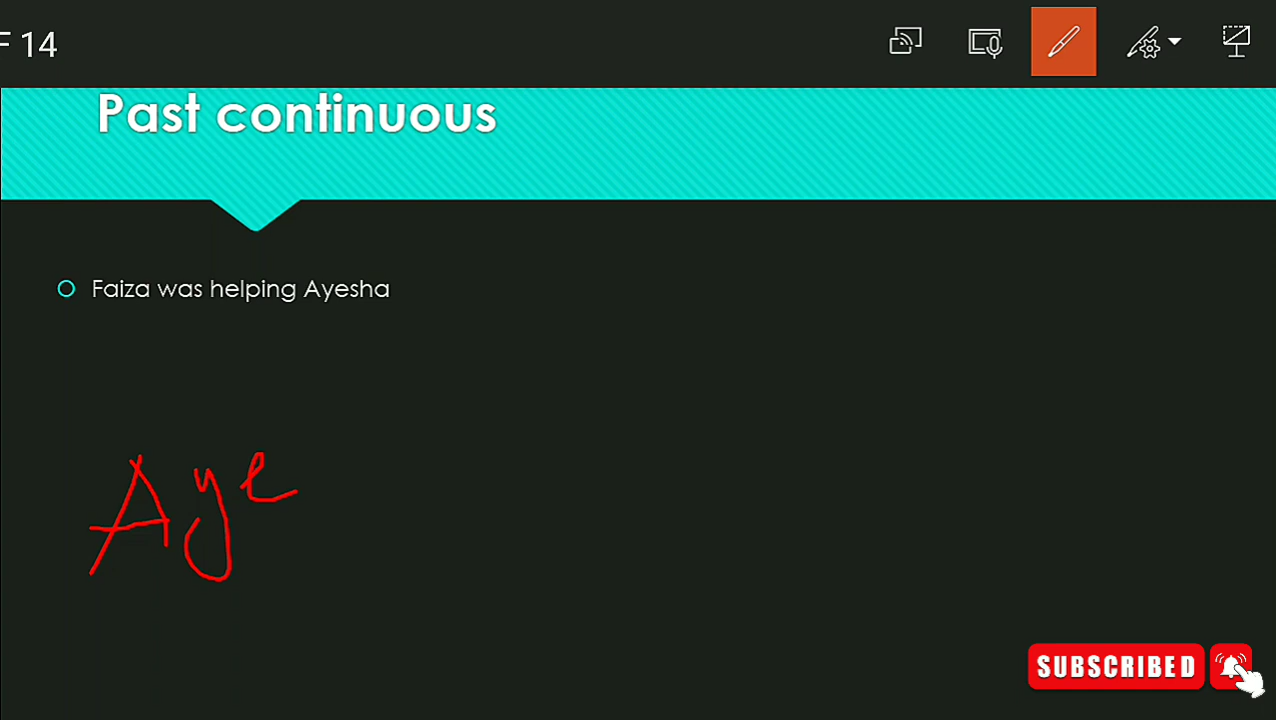 F 14
Past continuous
Faiza was helping Ayesha
Aye
SUBSCRIBED